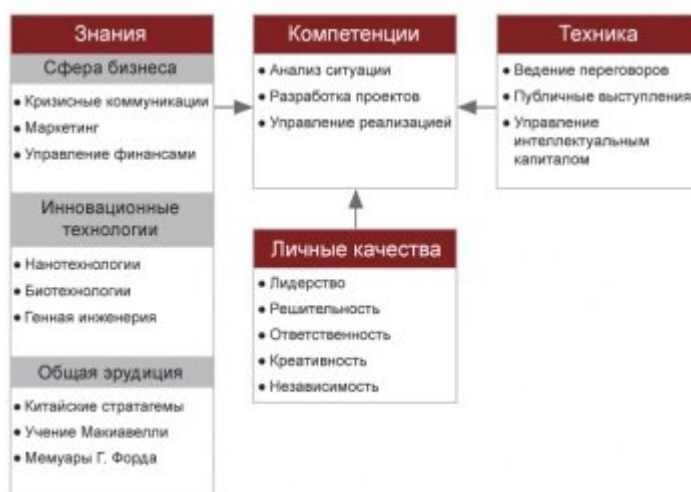 Знания
Сфера бизнеса
• Кризисные коммуникации
• Маркетинг
• Управление финансами
Инновационные
технологии
• Нанотехнологии
• Биотехнологии
• Генная инженерия
Общая эрудиция
• Китайские стратагемы
• Учение Макиавелли
• Мемуары Г. Форда
Компетенции
• Анализ ситуации
• Разработка проектов
• Управление реализацией
Личные качества
• Лидерство
• Решительность
• Ответственность
• Креативность
• Независимость
Техника
• Ведение переговоров
• Публичные выступления
• Управление
интеллектуальным
капиталом